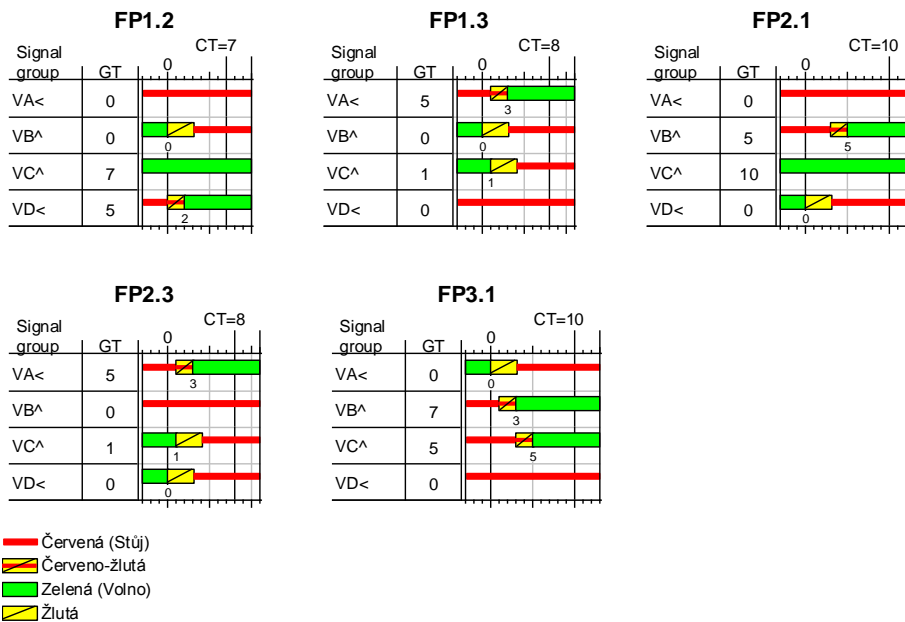 FP1.2
CT=7
Signal
group
GT
0
VA<
0
VB^
0
0
VC^
7
VD<
5
2
FP1.3
CT=8
Signal
group
GT
0
VA<
5
3
VB^
0
0
VC^
1
1
VD<
0
FP2.1
CT=10
Signal
group
GT
0
VA<
0
VB^
5
5
VC^
10
VD<
0
0
FP2.3
CT=8
Signal
group
GT
0
VA<
5
3
VB^
0
VC^
1
1
VD<
0
0
FP3.1
CT=10
Signal
group
GT
0
VA<
0
0
VB^
7
3
VC^
5
5
VD<
0
Červená (Stůj)
Červeno-žlutá
Zelená (Volno)
Žlutá